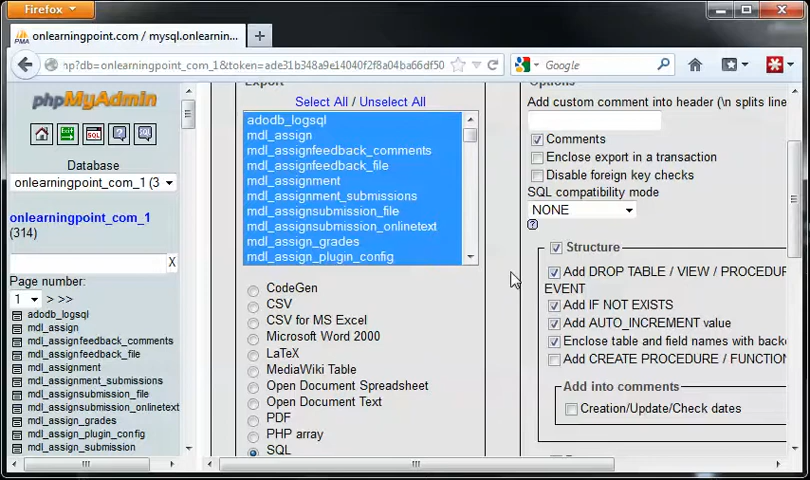 Firefox
onlearningpoint.com / mysql.onlearnin...
PMA
hp?db=onlearningpoint_com_1&token=ade31b348a9e14040f2f8a04ba66df50
Google
phpMyAdmin
SQL
Database
onlearningpoint_com_1 (3
onlearningpoint_com_1
(314)
X
Page number:
1 > >>
adodb_logsql
mdl_assign
mdl_assignfeedback_comments
mdl_assignfeedback_file
mdl_assignment
mdl_assignment_submissions
mdl_assignsubmission_file
mdl_assignsubmission_onlinetext
mdl_assign_grades
mdl_assign_plugin_config
mdl_assign_submission
Export
Select All / Unselect All
adodb_logsql
mdl_assign
mdl_assignfeedback_comments
mdl_assignfeedback_file
mdl_assignment
mdl_assignment_submissions
mdl_assignsubmission_file
mdl_assignsubmission_onlinetext
mdl_assign_grades
mdl_assign_plugin_config
CodeGen
CSV
CSV for MS Excel
Microsoft Word 2000
LaTeX
MediaWiki Table
Open Document Spreadsheet
Open Document Text
PDF
PHP array
SQL
Options
Add custom comment into header (\n splits line
Comments
Enclose export in a transaction
Disable foreign key checks
SQL compatibility mode
NONE
Structure
Add DROP TABLE / VIEW / PROCEDUR
EVENT
Add IF NOT EXISTS
Add AUTO_INCREMENT value
Enclose table and field names with back
Add CREATE PROCEDURE / FUNCTION
Add into comments
Creation/Update/Check dates